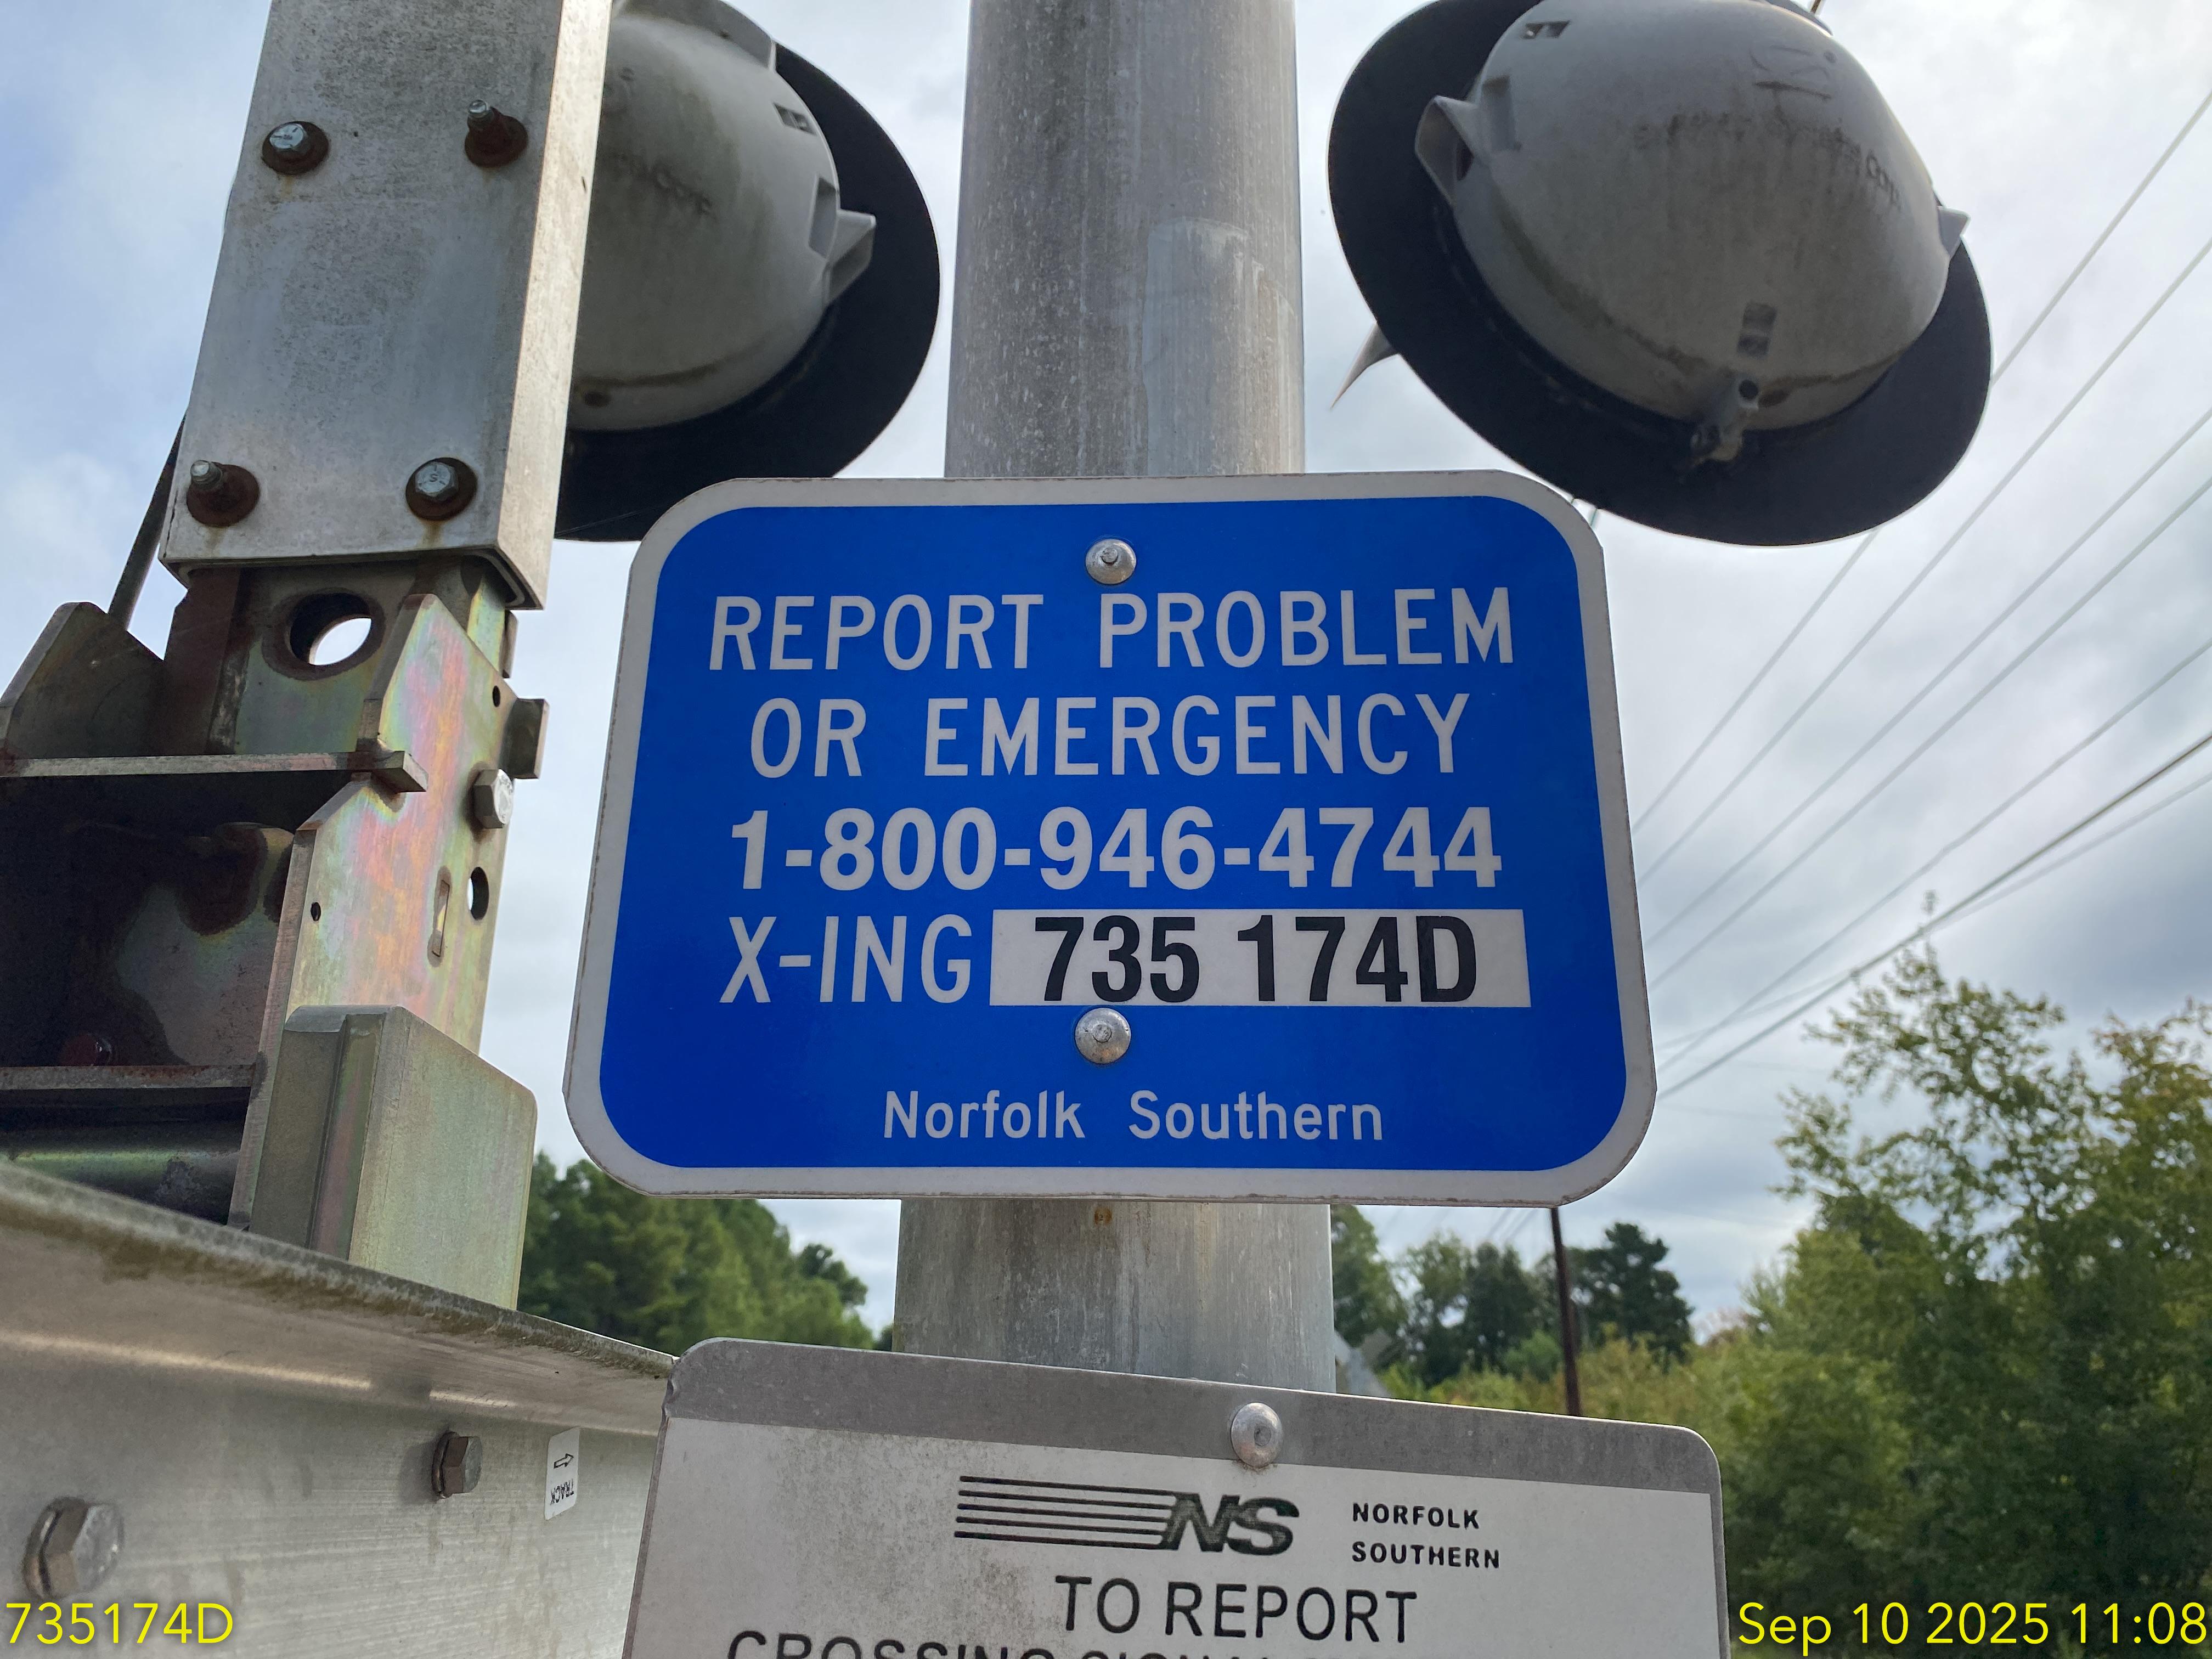 REPORT PROBLEM
OR EMERGENCY
1-800-946-4744
X-ING 735 174D
Norfolk Southern
TRACK
NS NORFOLK
SOUTHERN
TO REPORT
CROSSING
735174D
Sep 10 2025 11:08